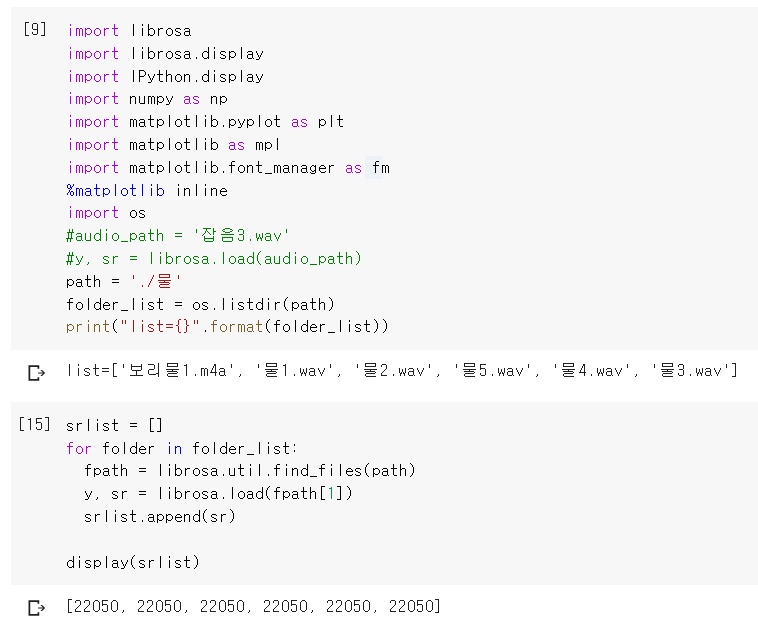 [9] import librosa
import librosa.display
import IPython.display
import numpy as np
import matplotlib.pyplot as plt
import matplotlib as mpl
import matplotlib.font_manager as fm
%matplotlib inline
import os
#audio_path = '잡음3.wav'
#y, sr = librosa.load(audio_path)
path = './물'
folder_list = os.listdir(path)
print("list={}".format(folder_list))
list=['보리물1.m4a', '물1.wav', '물2.wav', '물5.wav', '물4.wav', '물3.wav']
[15] srlist = []
for folder in folder_list:
  fpath = librosa.util.find_files(path)
  y, sr = librosa.load(fpath[1])
  srlist.append(sr)
display(srlist)
[22050, 22050, 22050, 22050, 22050, 22050]